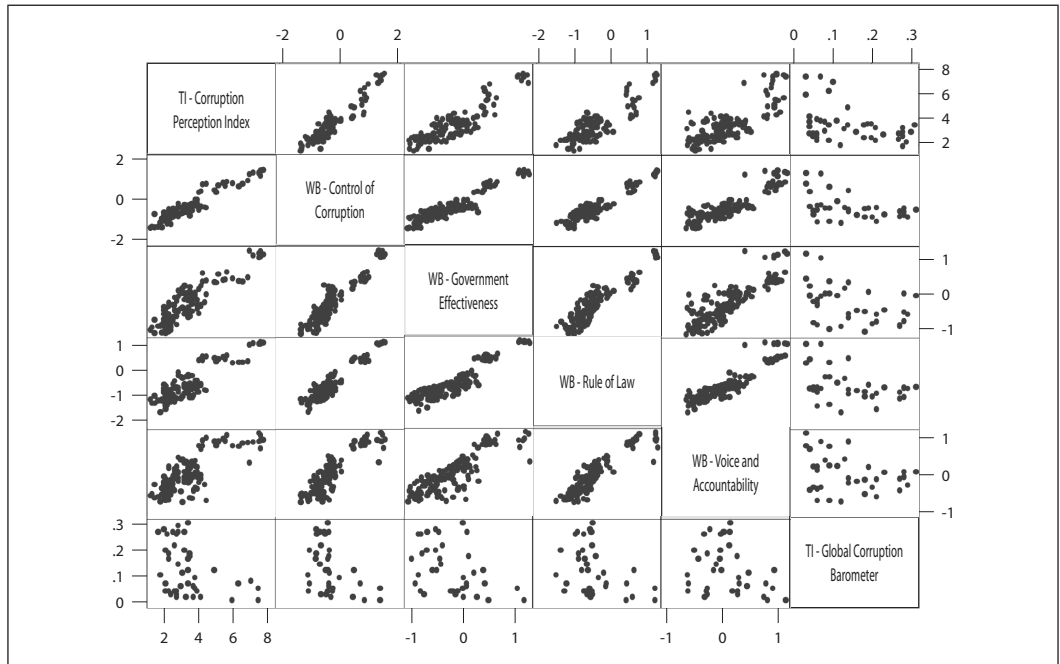 -2 0 2 -2 -1 0 1 0 .1 .2 .3
TI - Corruption
Perception Index
8
6
4
2
2
0
-2
WB - Control of
Corruption
WB - Government
Effectiveness
1
0
-1
1
0
-1
-2
WB - Rule of Law
WB - Voice and
Accountability
1
0
-1
.3
.2
.1
0
TI - Global Corruption
Barometer
2 4 6 8 -1 0 1 -1 0 1